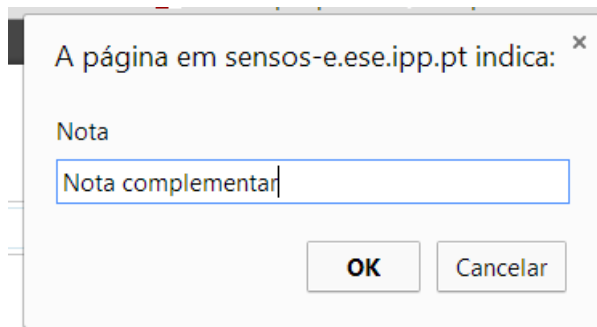 A página em sensos-e.ese.ipp.pt indica: ×
Nota
Nota complementar
OK Cancelar